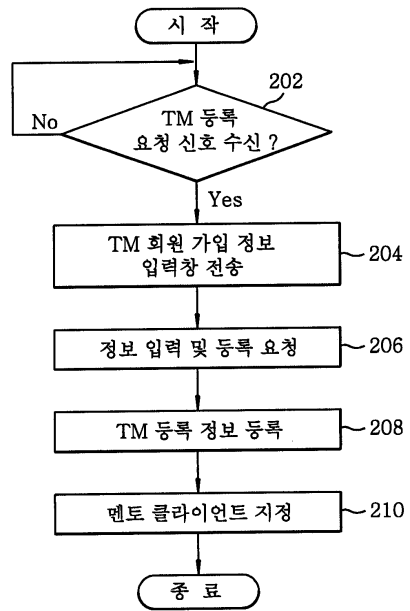 시 작
202
TM 등록
요청 신호 수신 ?
No
Yes
TM 회원 가입 정보
입력창 전송
204
정보 입력 및 등록 요청
206
TM 등록 정보 등록
208
멘토 클라이언트 지정
210
종 료